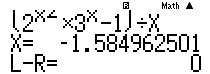 R Math ▲
(2^x² ×3^x−1)÷X
X= -1.584962501
L-R= 0